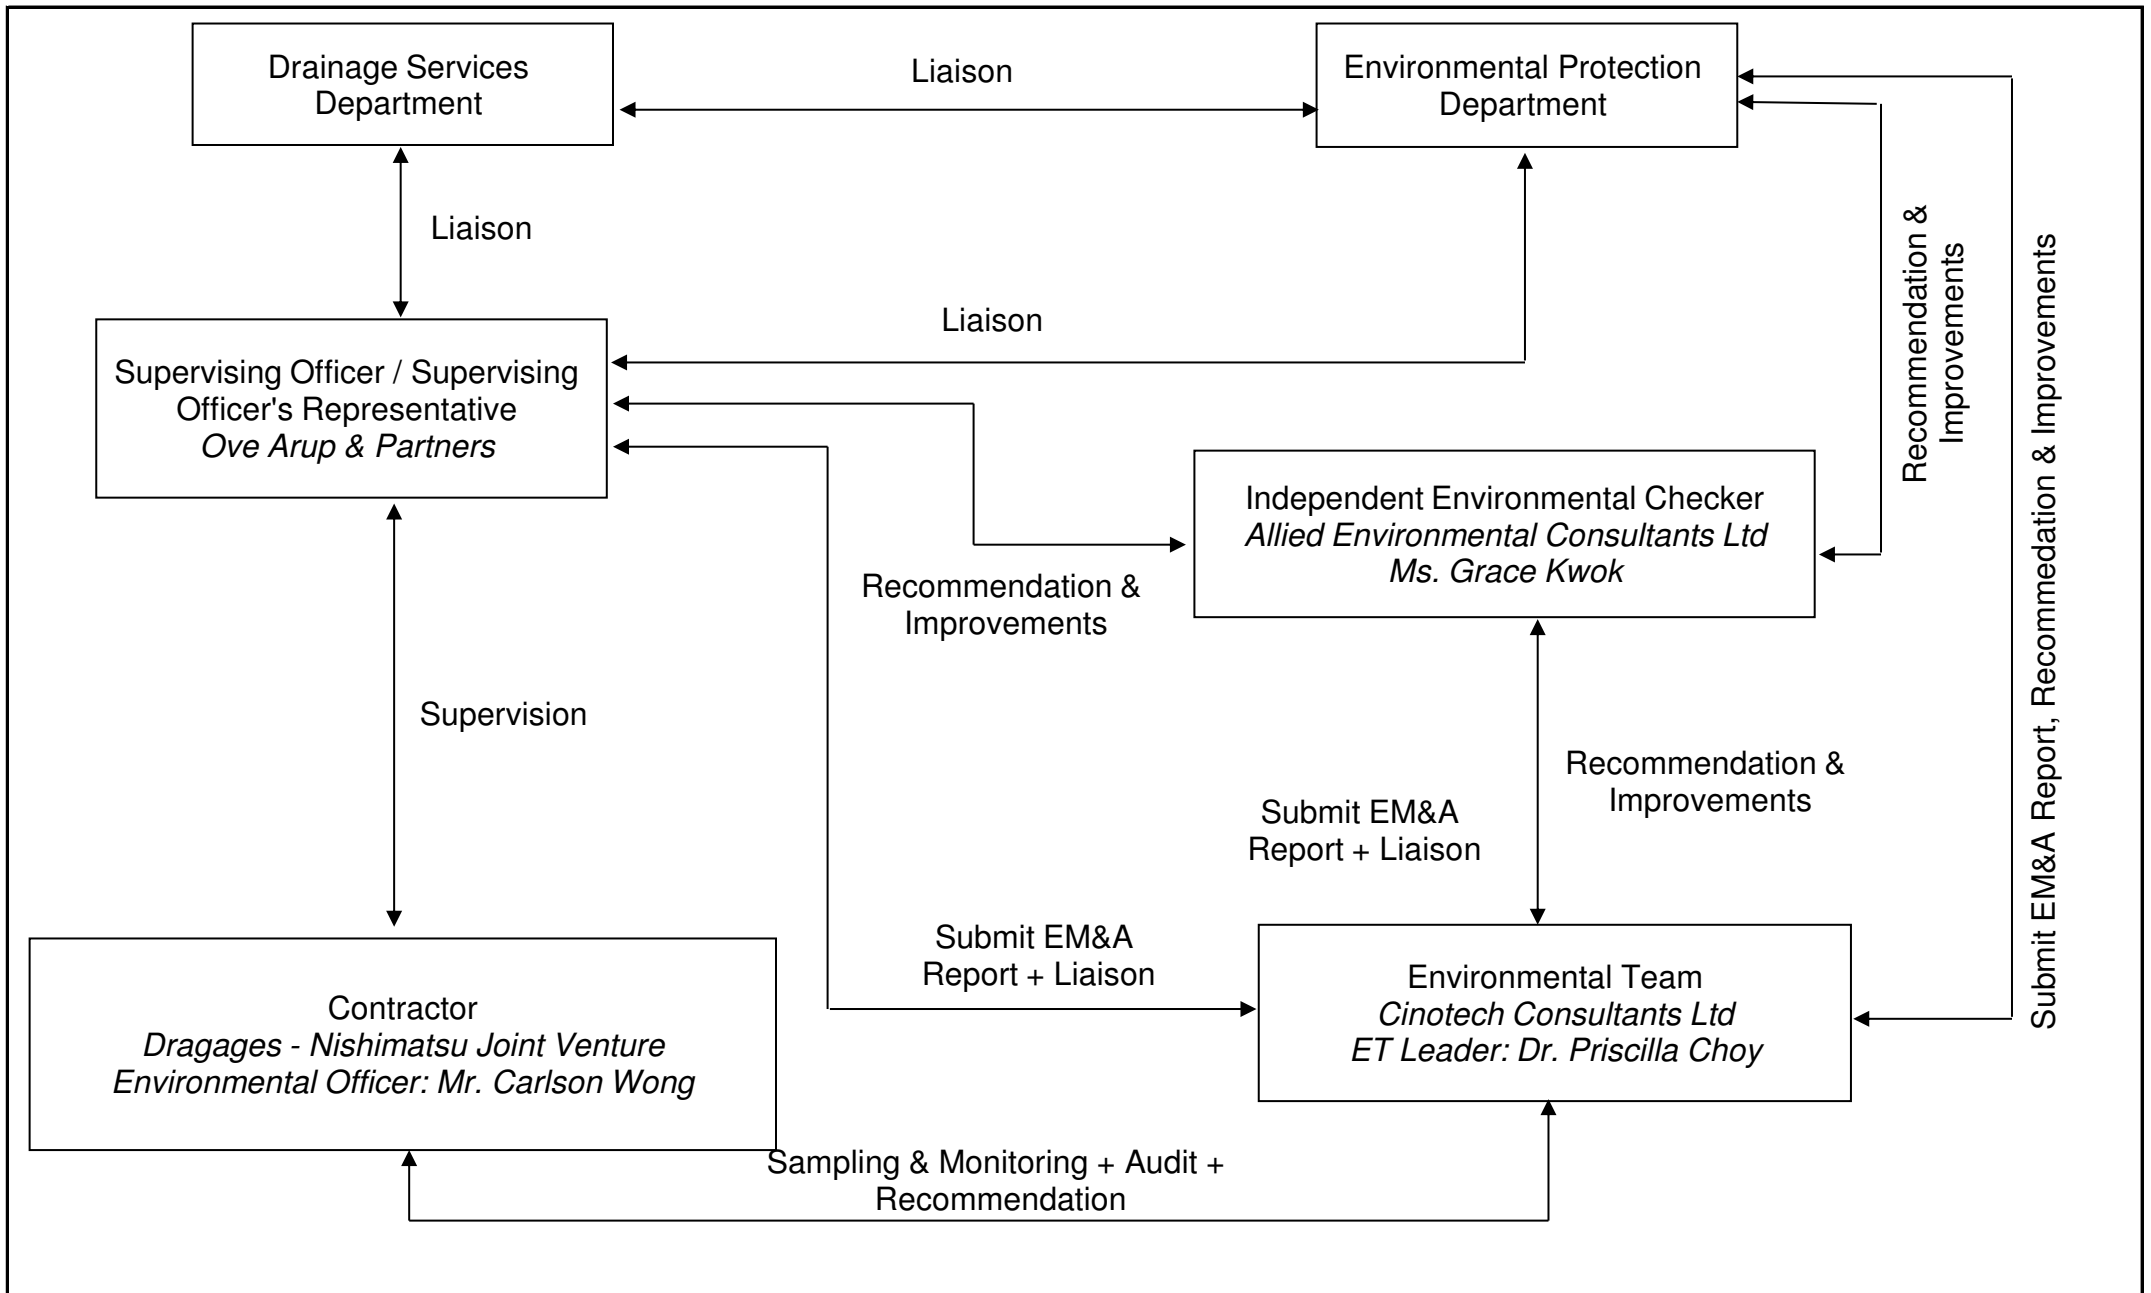 Drainage Services
Department
Liaison
Environmental Protection
Department
Liaison
Liaison
Recommendation &
Improvements
Submit EM&A Report, Recommedation & Improvements
Supervising Officer / Supervising
Officer's Representative
Ove Arup & Partners
Independent Environmental Checker
Allied Environmental Consultants Ltd
Ms. Grace Kwok
Recommendation &
Improvements
Supervision
Recommendation &
Improvements
Submit EM&A
Report + Liaison
Submit EM&A
Report + Liaison
Contractor
Dragages - Nishimatsu Joint Venture
Environmental Officer: Mr. Carlson Wong
Environmental Team
Cinotech Consultants Ltd
ET Leader: Dr. Priscilla Choy
Sampling & Monitoring + Audit +
Recommendation